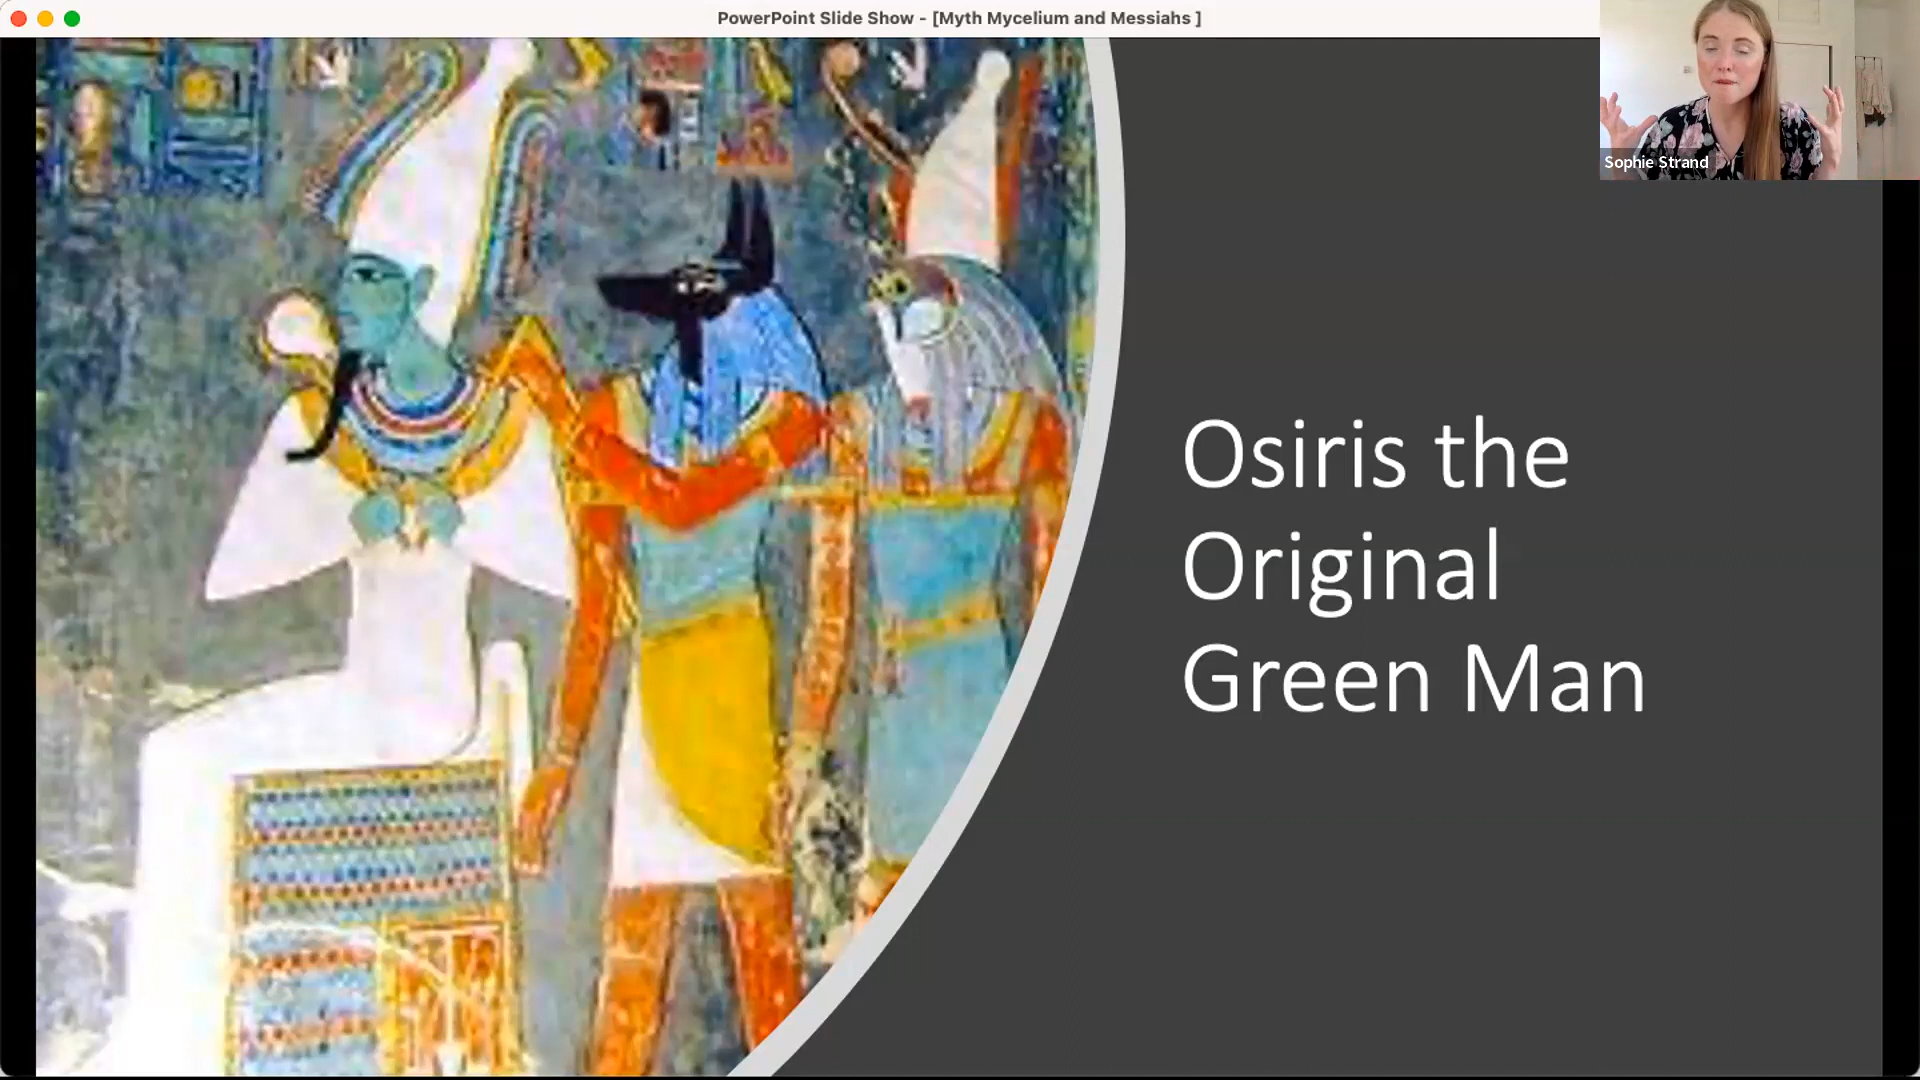 PowerPoint Slide Show - [Myth Mycelium and Messiahs ]
Sophie Strand
Osiris the
Original
Green Man